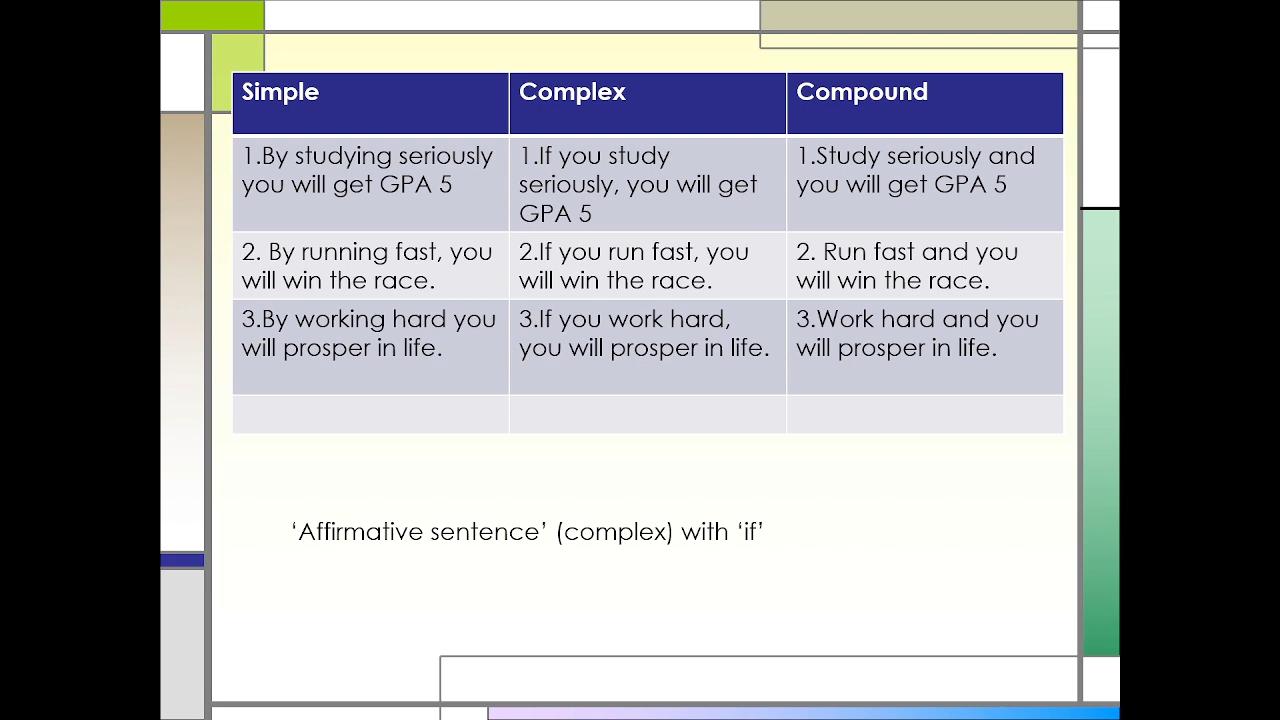 Simple
Complex
Compound
1.By studying seriously
you will get GPA 5
1.If you study
seriously, you will get
GPA 5
1.Study seriously and
you will get GPA 5
2. By running fast, you
will win the race.
2.If you run fast, you
will win the race.
2. Run fast and you
will win the race.
3.By working hard you
will prosper in life.
3.If you work hard,
you will prosper in life.
3.Work hard and you
will prosper in life.
‘Affirmative sentence’ (complex) with ‘if’